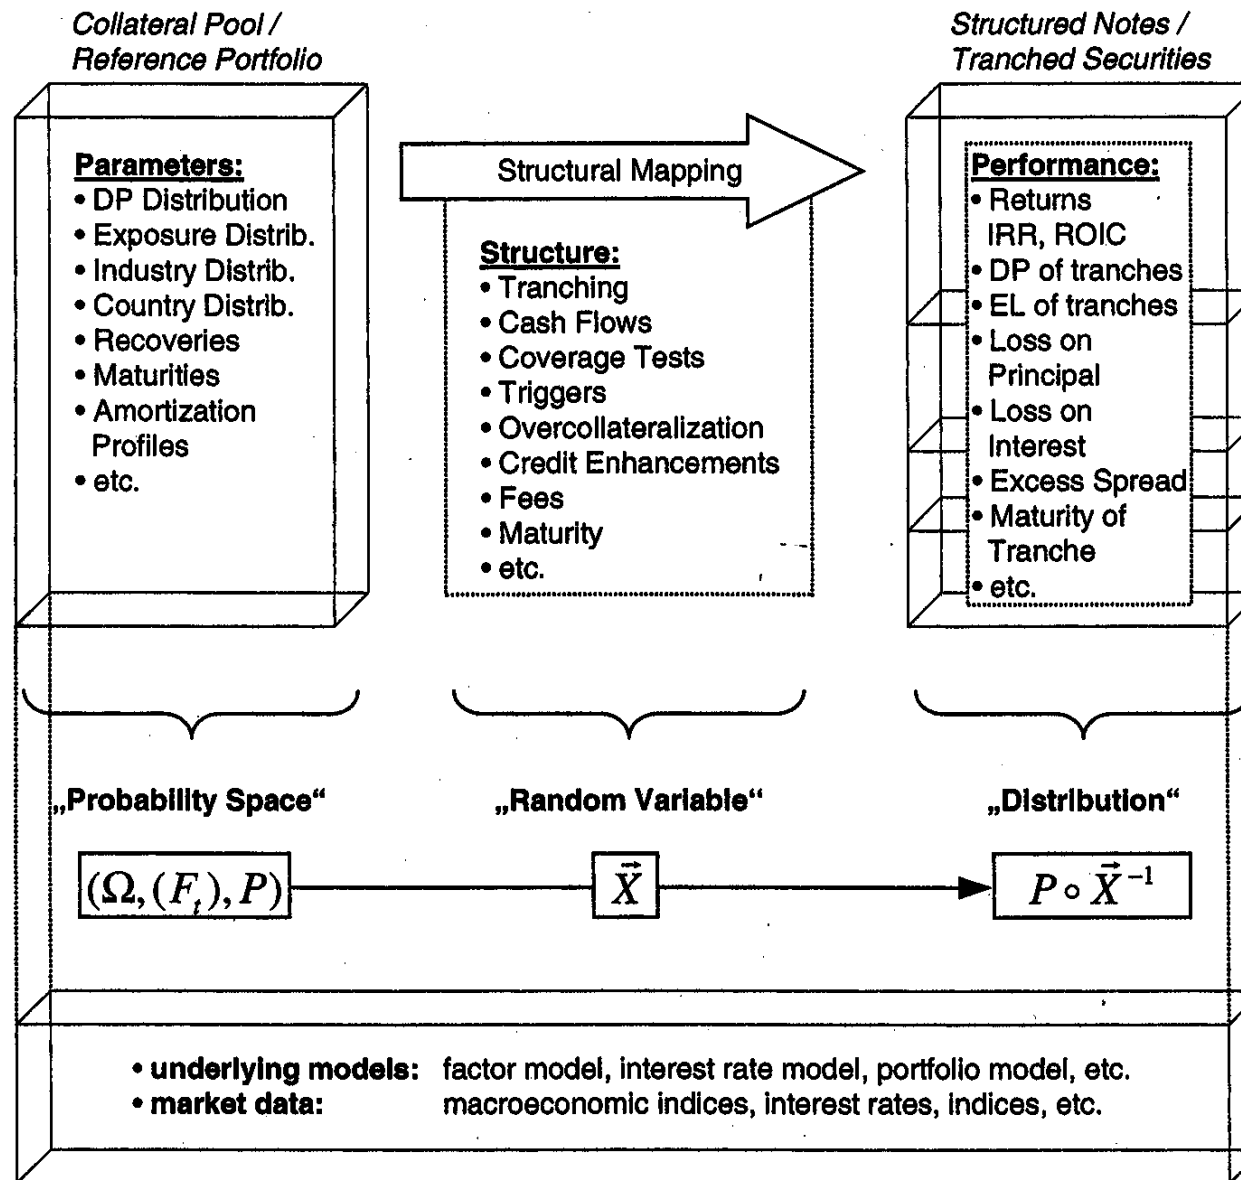 Collateral Pool /
Reference Portfolio
Structured Notes /
Tranched Securities
Parameters:
• DP Distribution
• Exposure Distrib.
• Industry Distrib.
• Country Distrib.
• Recoveries
• Maturities
• Amortization
Profiles
• etc.
Structural Mapping
Structure:
• Tranching
• Cash Flows
• Coverage Tests
• Triggers
• Overcollateralization
• Credit Enhancements
• Fees
• Maturity
• etc.
Performance:
• Returns
IRR, ROIC
• DP of tranches
• EL of tranches
• Loss on
Principal
• Loss on
Interest
• Excess Spread
• Maturity of
Tranche
• etc.
„Probability Space“
„Random Variable“
„Distribution“
(Ω, (F_t), P)
X⃗
P ∘ X⃗⁻¹
• underlying models: factor model, interest rate model, portfolio model, etc.
• market data: macroeconomic indices, interest rates, indices, etc.